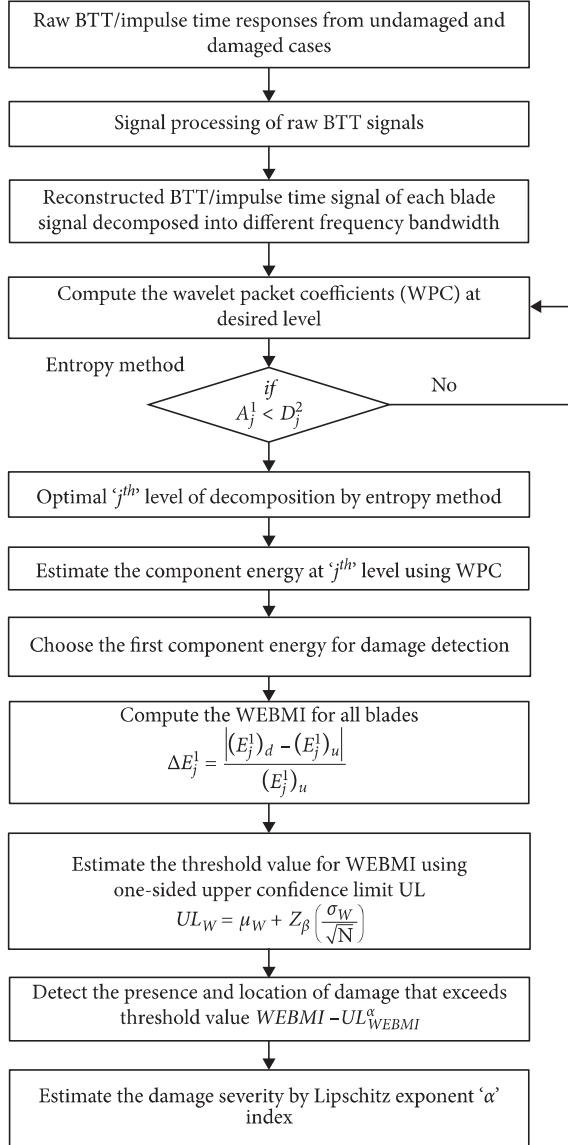 Raw BTT/impulse time responses from undamaged and
damaged cases
Signal processing of raw BTT signals
Reconstructed BTT/impulse time signal of each blade
signal decomposed into different frequency bandwidth
Compute the wavelet packet coefficients (WPC) at
desired level
Entropy method
if
A_j^1 < D_j^2
No
Optimal ‘j^th’ level of decomposition by entropy method
Estimate the component energy at ‘j^th’ level using WPC
Choose the first component energy for damage detection
Compute the WEBMI for all blades
ΔE_j^1 = |(E_j^1)_d – (E_j^1)_u| / (E_j^1)_u
Estimate the threshold value for WEBMI using
one-sided upper confidence limit UL
UL_W = μ_W + Z_β (σ_W / √N)
Detect the presence and location of damage that exceeds
threshold value WEBMI –UL_WEBMI^α
Estimate the damage severity by Lipschitz exponent ‘α’
index